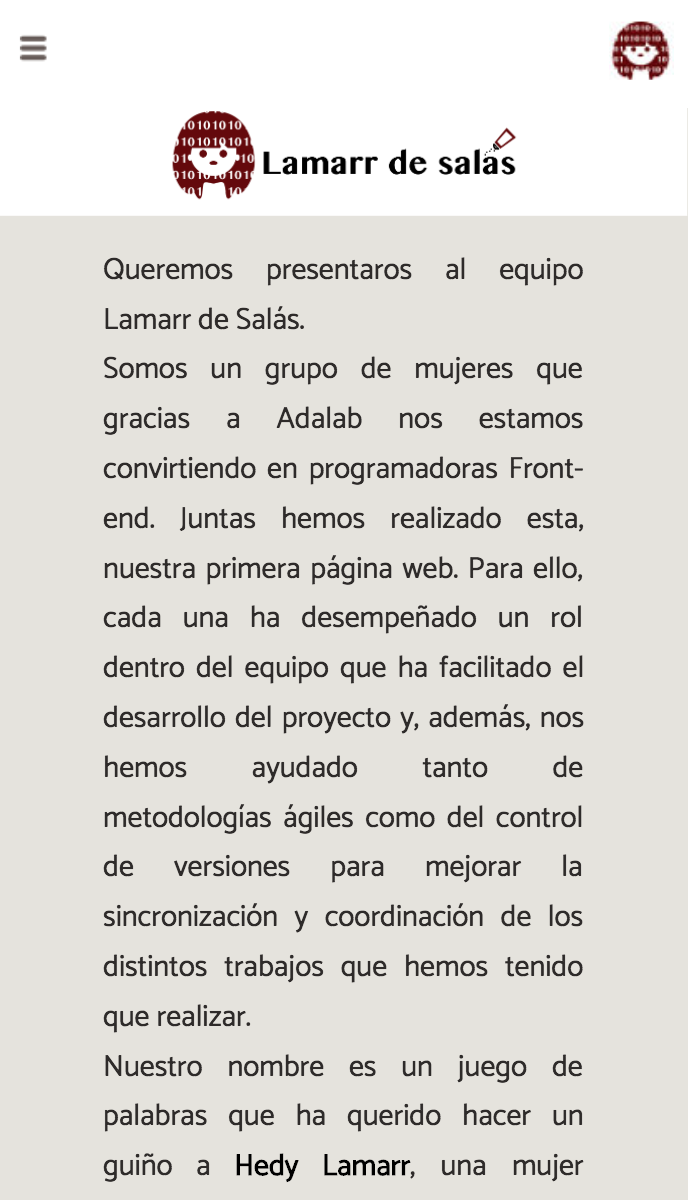 Lamarr de salas
Queremos presentaros al equipo
Lamarr de Salás.
Somos un grupo de mujeres que
gracias a Adalab nos estamos
convirtiendo en programadoras Front-
end. Juntas hemos realizado esta,
nuestra primera página web. Para ello,
cada una ha desempeñado un rol
dentro del equipo que ha facilitado el
desarrollo del proyecto y, además, nos
hemos ayudado tanto de
metodologías ágiles como del control
de versiones para mejorar la
sincronización y coordinación de los
distintos trabajos que hemos tenido
que realizar.
Nuestro nombre es un juego de
palabras que ha querido hacer un
guiño a Hedy Lamarr, una mujer